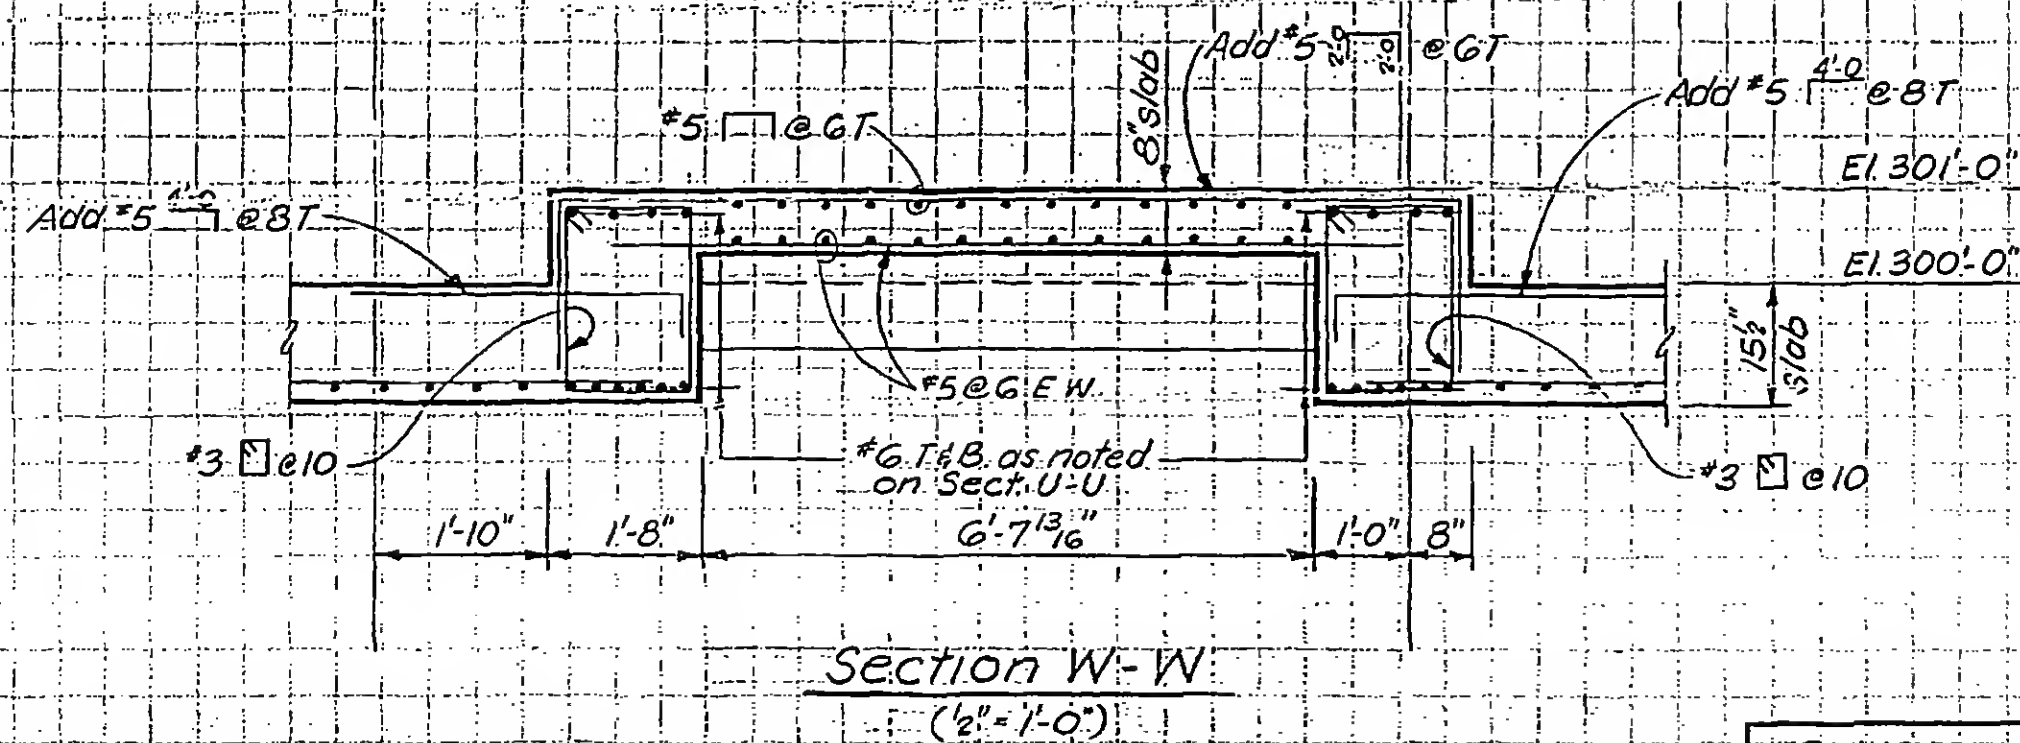 Add #5 2'-0 2'-0 @ 6T
8" slab
Add #5 4'-0 @ 8T
#5 @ 6T
El. 301'-0"
Add #5 4'-0 @ 8T
El. 300'-0"
15½" slab
#5 @ 6 E W.
#3 @ 10
#6 T&B. as noted
on Sect. U-U
#3 @ 10
1'-10" 1'-8" 6'-7 13/16" 1'-0" 8"
Section W-W
(½" = 1'-0")